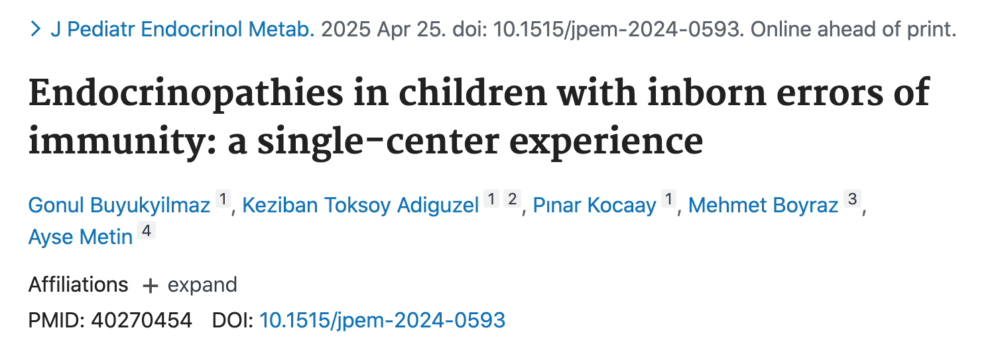 J Pediatr Endocrinol Metab. 2025 Apr 25. doi: 10.1515/jpem-2024-0593. Online ahead of print.
Endocrinopathies in children with inborn errors of
immunity: a single-center experience
Gonul Buyukyilmaz 1, Keziban Toksoy Adiguzel 1 2, Pınar Kocaay 1, Mehmet Boyraz 3,
Ayse Metin 4
Affiliations + expand
PMID: 40270454 DOI: 10.1515/jpem-2024-0593